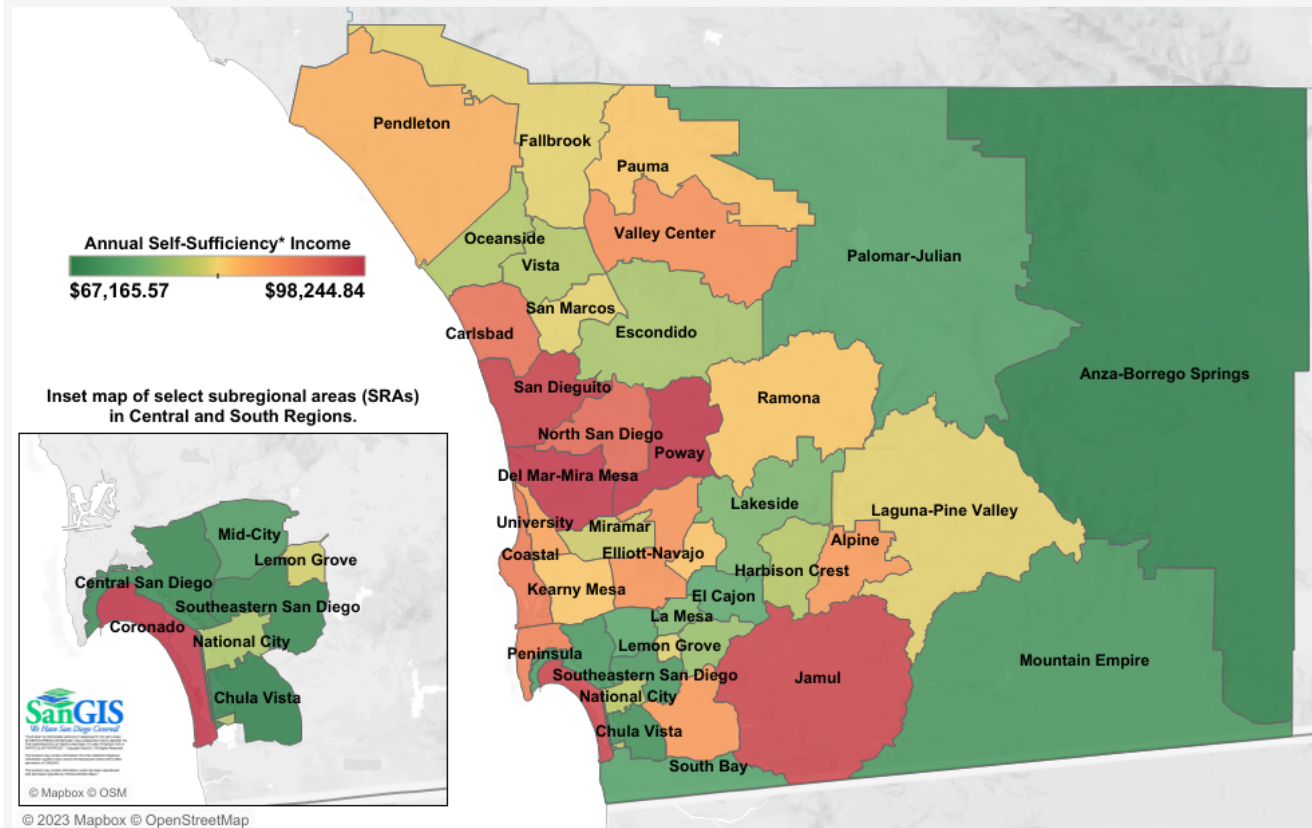 Pendleton
Fallbrook
Pauma
Valley Center
Oceanside
Vista
Palomar-Julian
Annual Self-Sufficiency* Income
$67,165.57 $98,244.84
San Marcos
Carlsbad
Escondido
Anza-Borrego Springs
San Dieguito
Ramona
North San Diego
Poway
Del Mar-Mira Mesa
Lakeside
Laguna-Pine Valley
University
Miramar
Alpine
Coastal
Elliott-Navajo
Harbison Crest
Kearny Mesa
El Cajon
La Mesa
Lemon Grove
Peninsula
Southeastern San Diego
Mountain Empire
Jamul
National City
Chula Vista
South Bay
Inset map of select subregional areas (SRAs)
in Central and South Regions.
Mid-City
Lemon Grove
Central San Diego
Southeastern San Diego
Coronado
National City
Chula Vista
SanGIS
We Have San Diego Covered!
© Mapbox © OSM
© 2023 Mapbox © OpenStreetMap